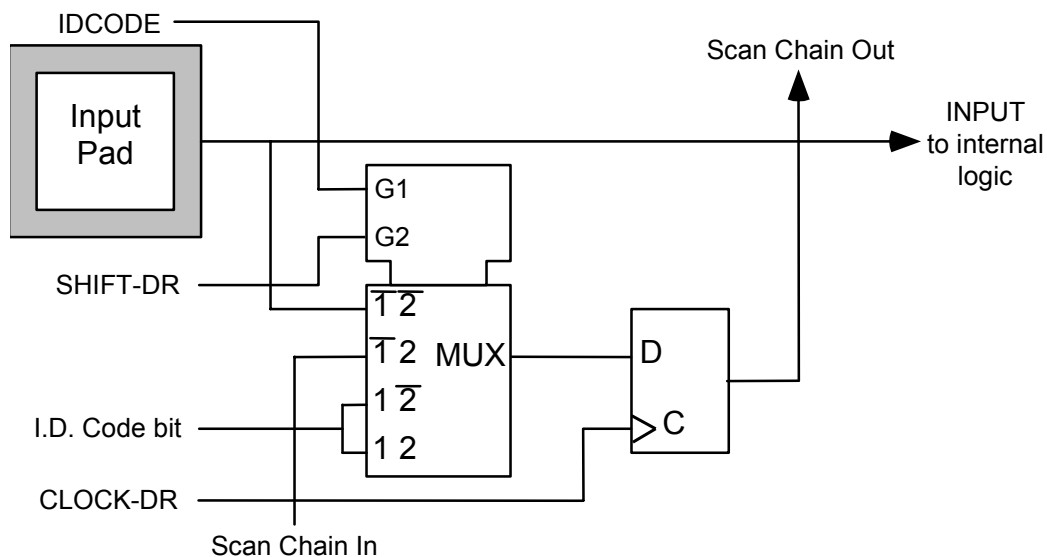 IDCODE
Scan Chain Out
Input
Pad
INPUT
to internal
logic
G1
G2
SHIFT-DR
1̅ 2̅
1̅ 2
MUX
D
1 2̅
I.D. Code bit
C
1 2
CLOCK-DR
Scan Chain In